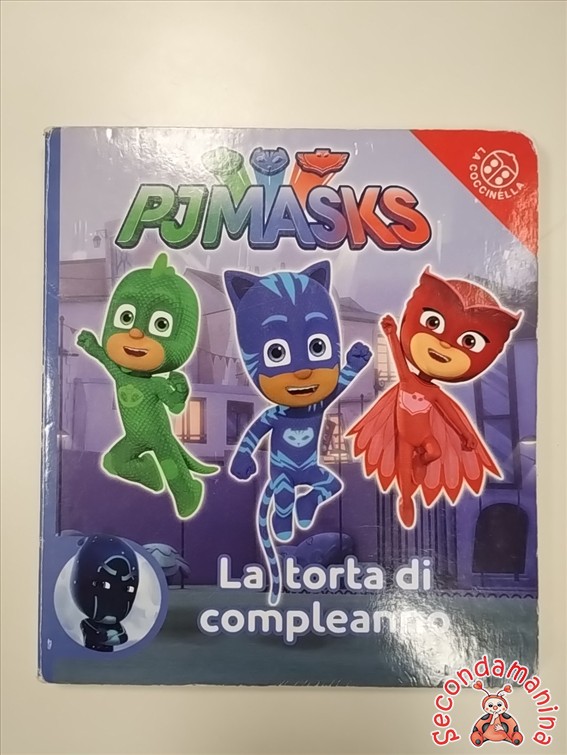 LA COCCINELLA
PJMASKS
La torta di
compleanno
Secondamanina